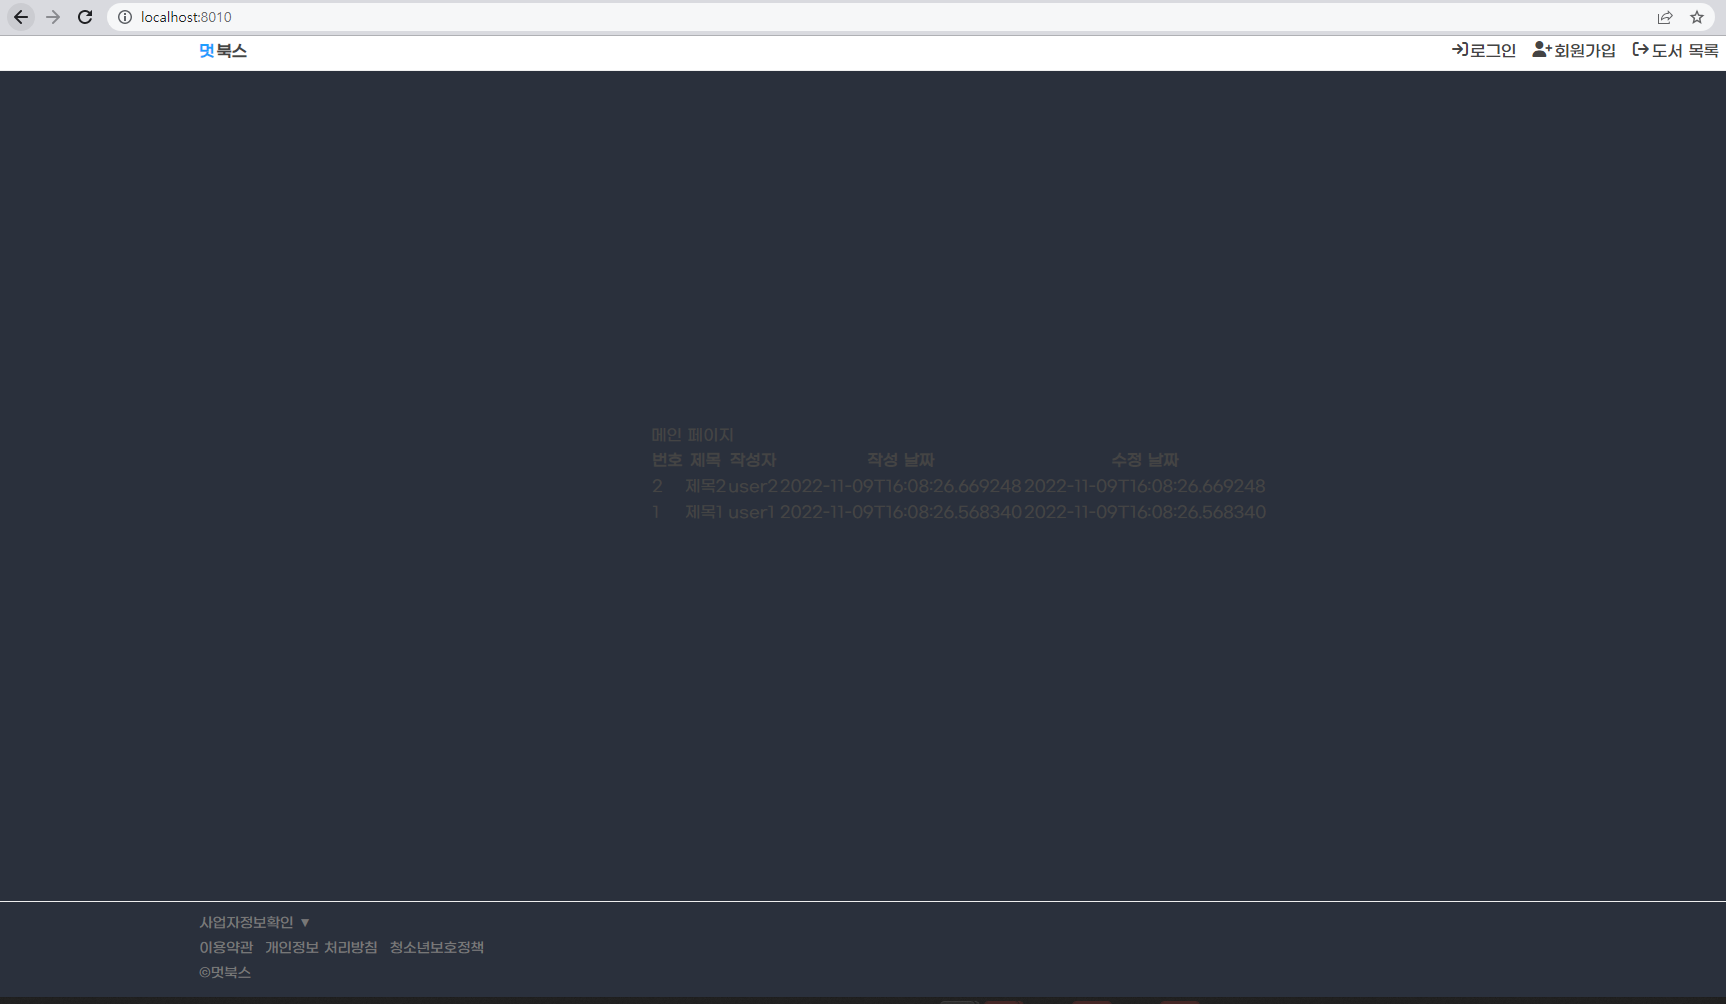 localhost:8010
멋북스 로그인 회원가입 도서 목록
메인 페이지
번호 제목 작성자 작성 날짜 수정 날짜
2 제목2 user2 2022-11-09T16:08:26.669248 2022-11-09T16:08:26.669248
1 제목1 user1 2022-11-09T16:08:26.568340 2022-11-09T16:08:26.568340
사업자정보확인 ▼
이용약관 개인정보 처리방침 청소년보호정책
©멋북스